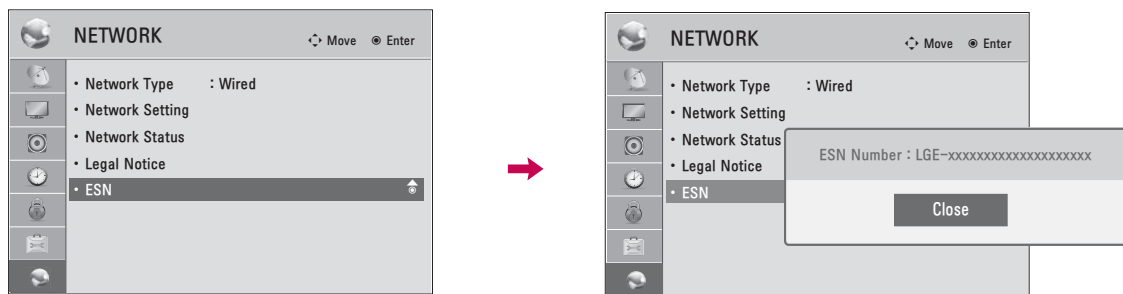 NETWORK
Move Enter
• Network Type : Wired
• Network Setting
• Network Status
• Legal Notice
• ESN
NETWORK
Move Enter
• Network Type : Wired
• Network Setting
• Network Status
• Legal Notice
• ESN
ESN Number : LGE-xxxxxxxxxxxxxxxxxxxx
Close